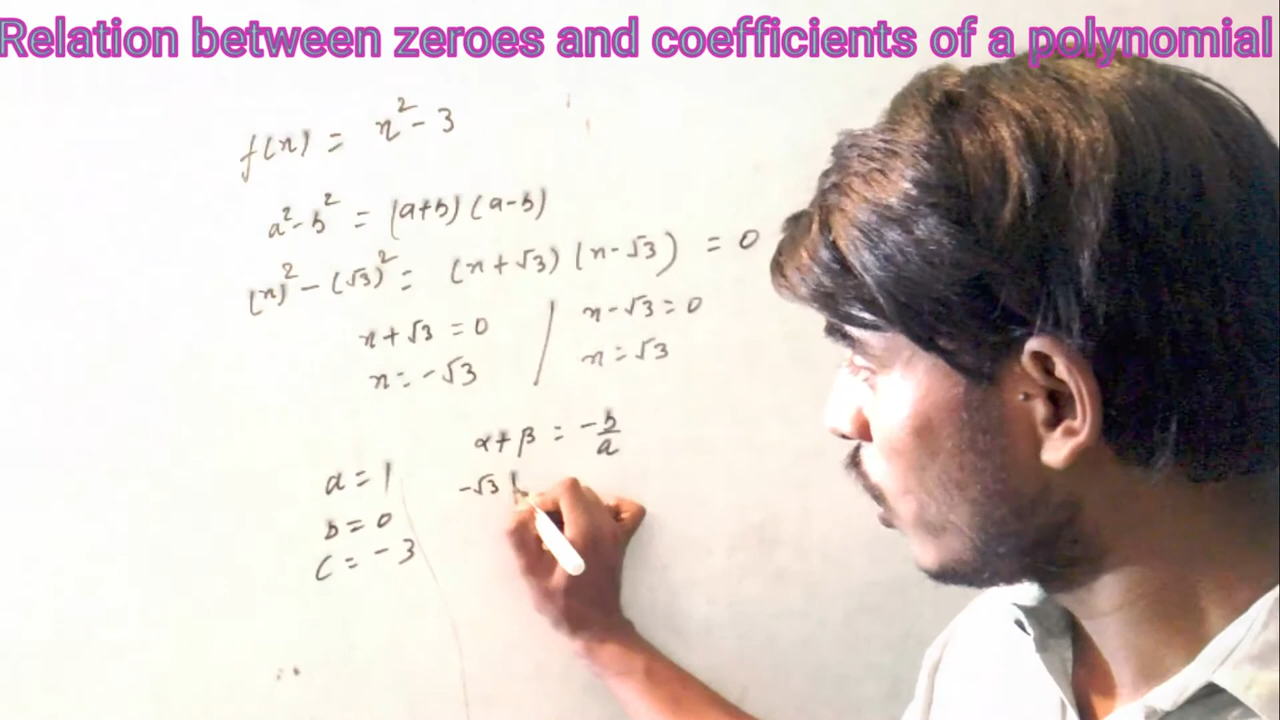 Relation between zeroes and coefficients of a polynomial
f(x) = x² - 3
a² - b² = (a+b) (a-b)
(x)² - (√3)² = (x + √3) (x - √3) = 0
x + √3 = 0 / x - √3 = 0
x = -√3 x = √3
α + β = -b/a
a = 1 -√3
b = 0
c = -3